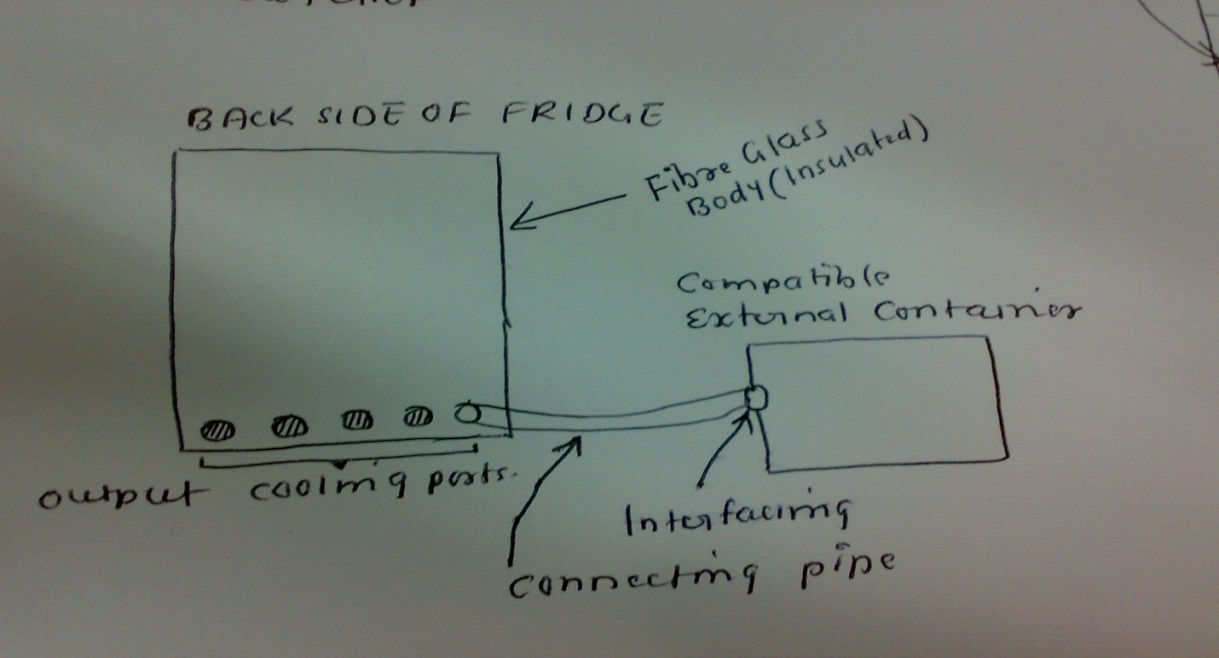 BACK SIDE OF FRIDGE
Fibre Glass
Body (Insulated)
Compatible
External Container
output cooling ports.
Interfacing
connecting pipe